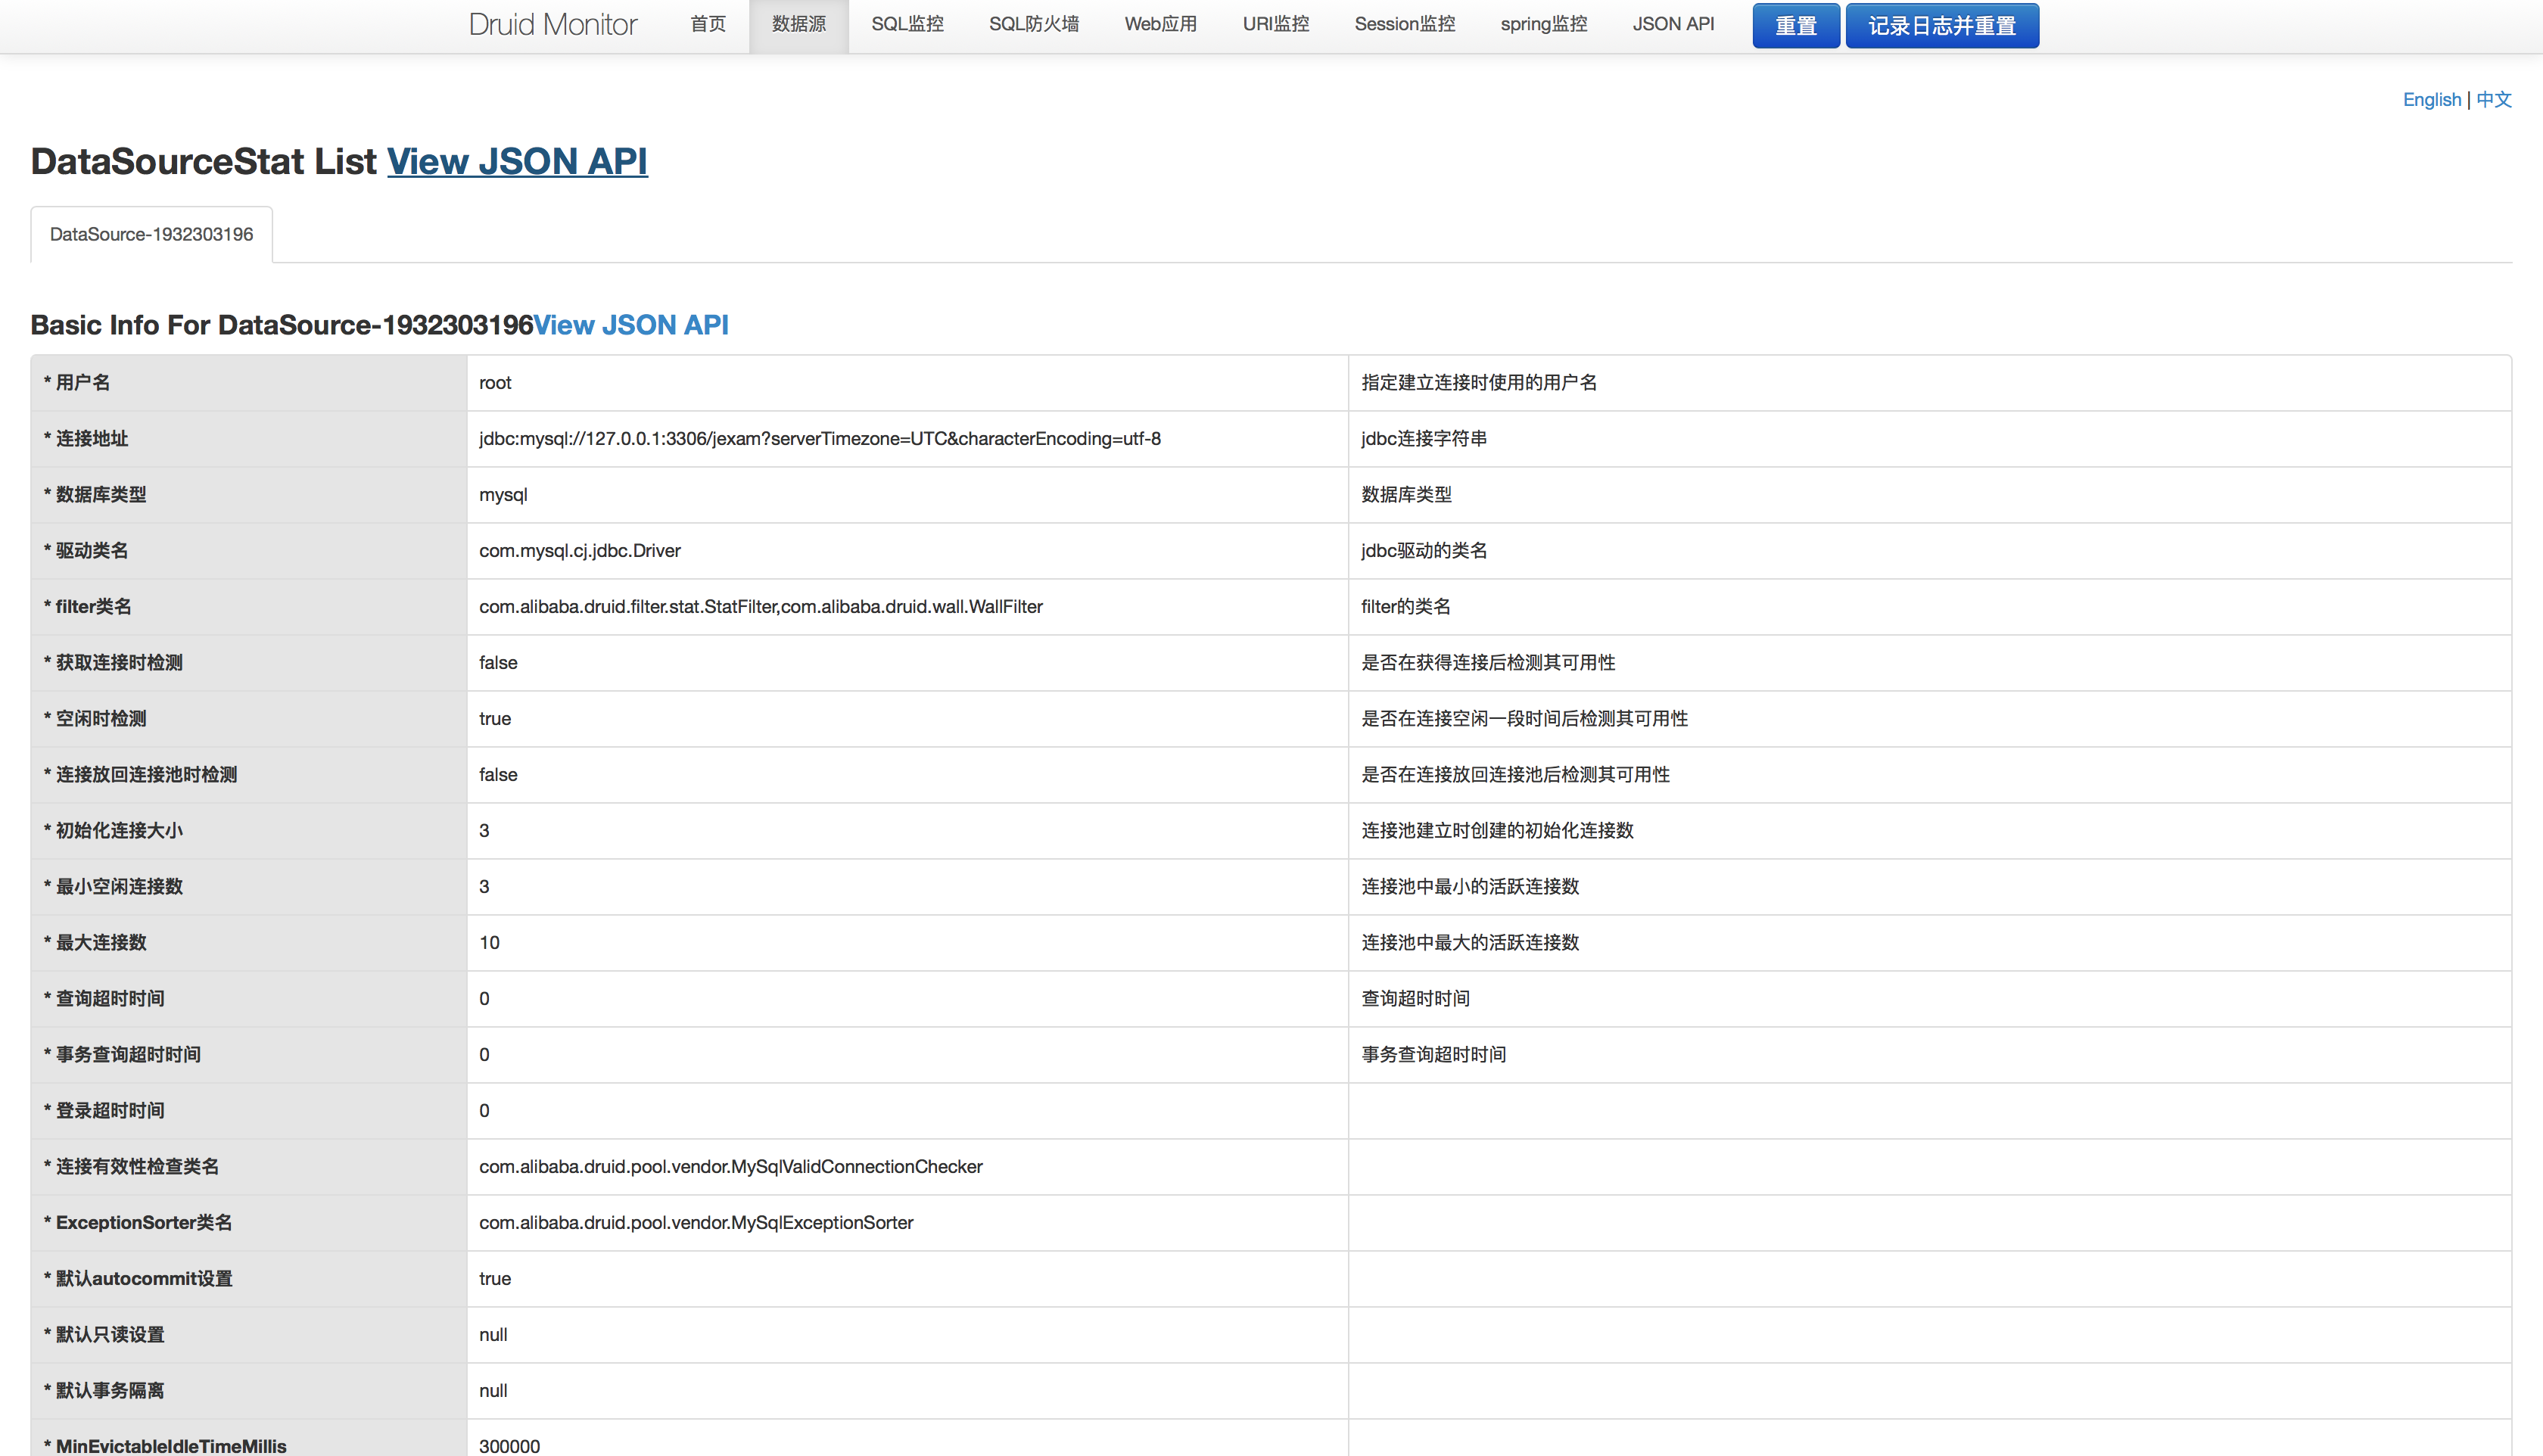 Druid Monitor 首页 数据源 SQL监控 SQL防火墙 Web应用 URI监控 Session监控 spring监控 JSON API 重置 记录日志并重置
English | 中文
DataSourceStat List View JSON API
DataSource-1932303196
Basic Info For DataSource-1932303196View JSON API
* 用户名 root 指定建立连接时使用的用户名
* 连接地址 jdbc:mysql://127.0.0.1:3306/jexam?serverTimezone=UTC&characterEncoding=utf-8 jdbc连接字符串
* 数据库类型 mysql 数据库类型
* 驱动类名 com.mysql.cj.jdbc.Driver jdbc驱动的类名
* filter类名 com.alibaba.druid.filter.stat.StatFilter,com.alibaba.druid.wall.WallFilter filter的类名
* 获取连接时检测 false 是否在获得连接后检测其可用性
* 空闲时检测 true 是否在连接空闲一段时间后检测其可用性
* 连接放回连接池时检测 false 是否在连接放回连接池后检测其可用性
* 初始化连接大小 3 连接池建立时创建的初始化连接数
* 最小空闲连接数 3 连接池中最小的活跃连接数
* 最大连接数 10 连接池中最大的活跃连接数
* 查询超时时间 0 查询超时时间
* 事务查询超时时间 0 事务查询超时时间
* 登录超时时间 0
* 连接有效性检查类名 com.alibaba.druid.pool.vendor.MySqlValidConnectionChecker
* ExceptionSorter类名 com.alibaba.druid.pool.vendor.MySqlExceptionSorter
* 默认autocommit设置 true
* 默认只读设置 null
* 默认事务隔离 null
* MinEvictableIdleTimeMillis 300000